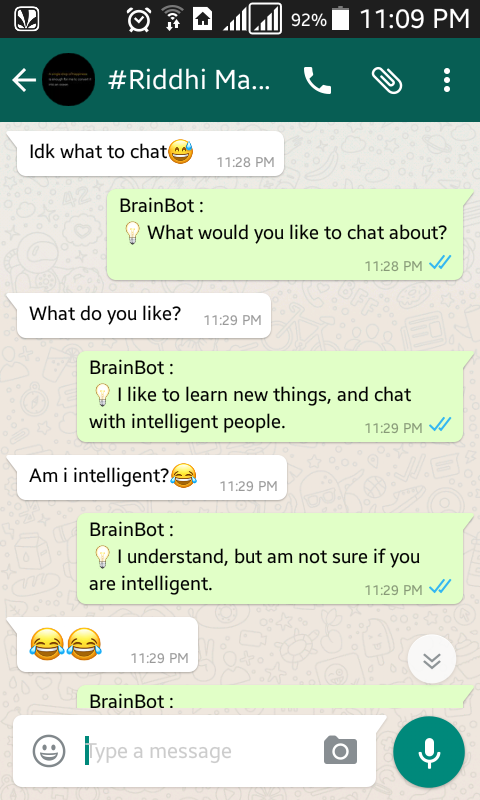 92% 11:09 PM
#Riddhi Ma...
Idk what to chat😅 11:28 PM
BrainBot :
💡 What would you like to chat about?
11:28 PM
What do you like? 11:29 PM
BrainBot :
💡 I like to learn new things, and chat
with intelligent people. 11:29 PM
Am i intelligent?😂 11:29 PM
BrainBot :
💡 I understand, but am not sure if you
are intelligent. 11:29 PM
😂😂 11:29 PM
BrainBot :
Type a message